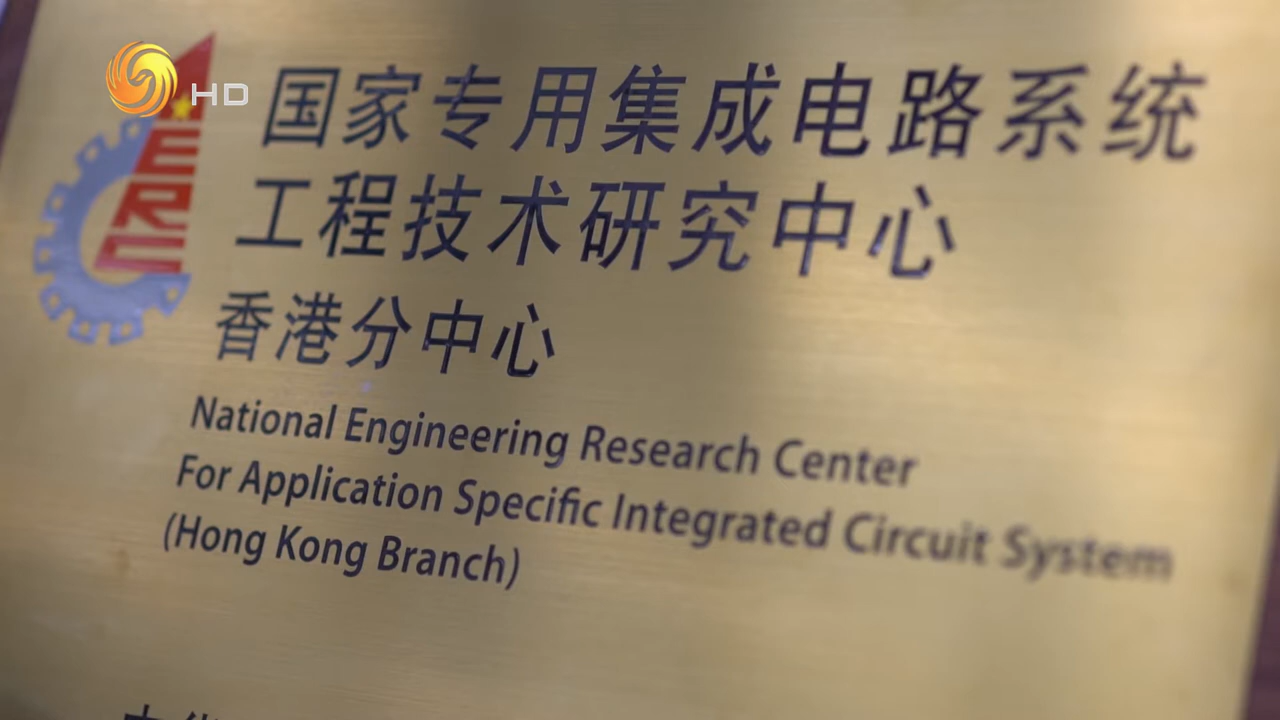 HD
NERC
国家专用集成电路系统
工程技术研究中心
香港分中心
National Engineering Research Center
For Application Specific Integrated Circuit System
(Hong Kong Branch)